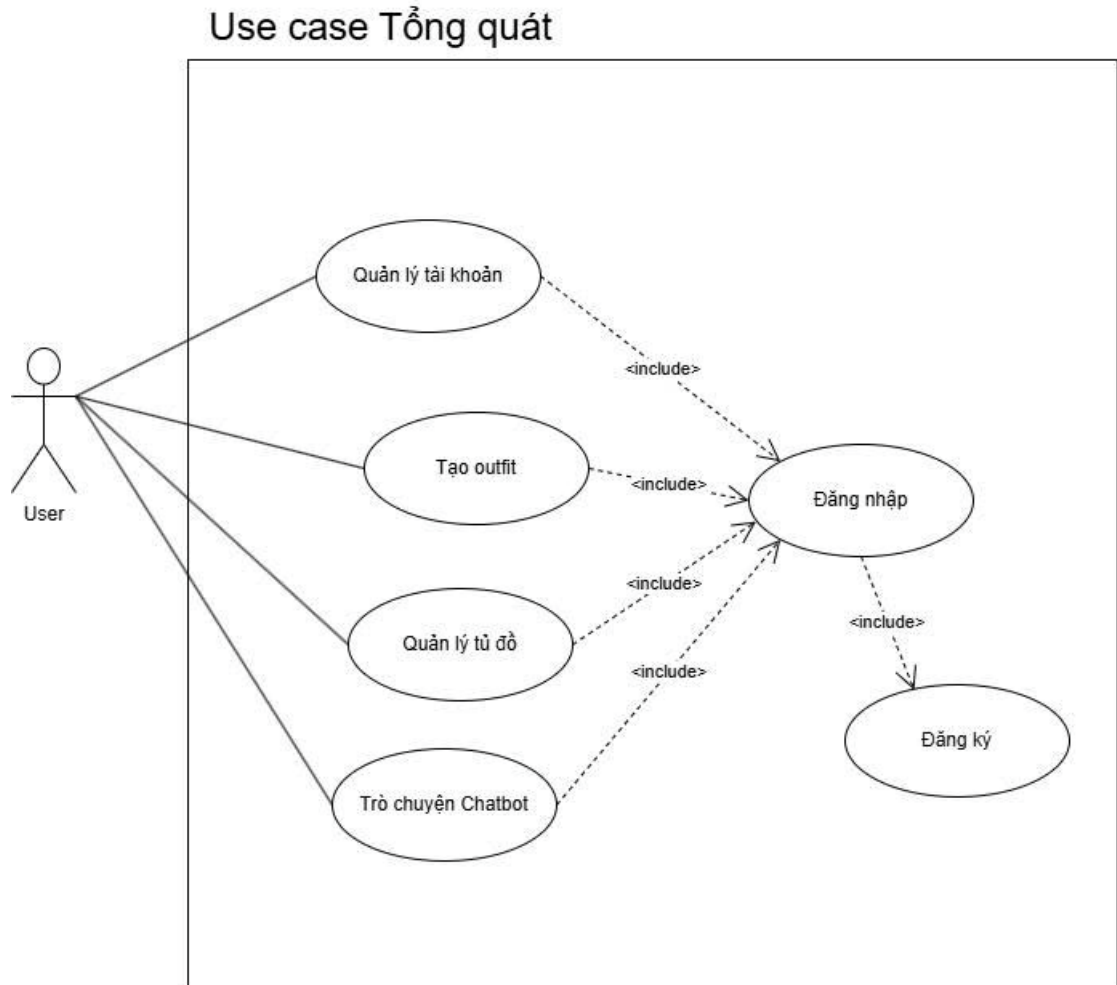 Use case Tổng quát
Quản lý tài khoản
<include>
User
Tạo outfit
<include>
Đăng nhập
Quản lý tủ đồ
<include>
<include>
<include>
Đăng ký
Trò chuyện Chatbot